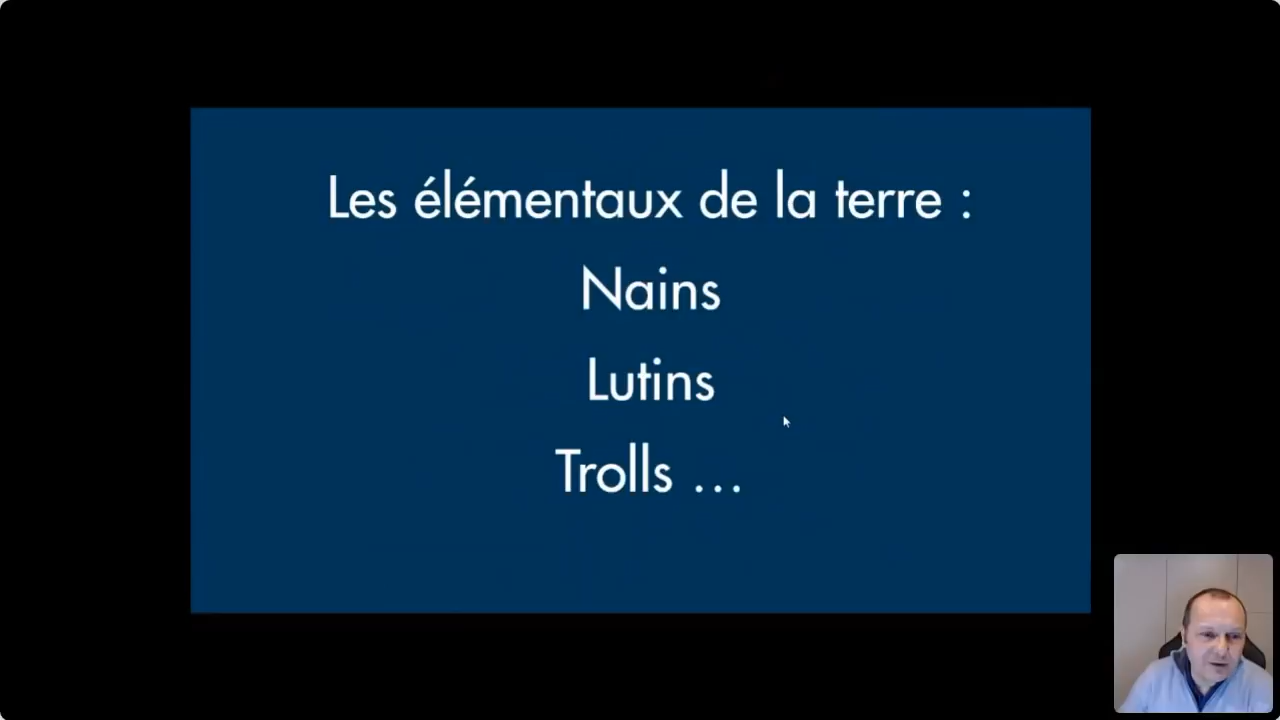 Les élémentaux de la terre :
Nains
Lutins
Trolls ...